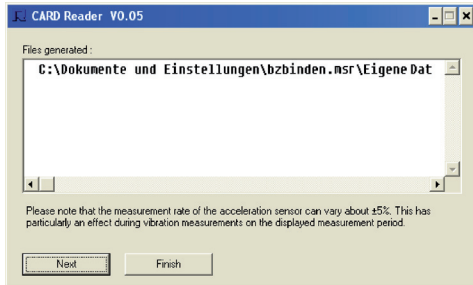 CARD Reader V0.05
Files generated :
C:\Dokumente und Einstellungen\bzbinden.msr\Eigene Dat
Please note that the measurement rate of the acceleration sensor can vary about ±5%. This has
particularly an effect during vibration measurements on the displayed measurement period.
Next
Finish